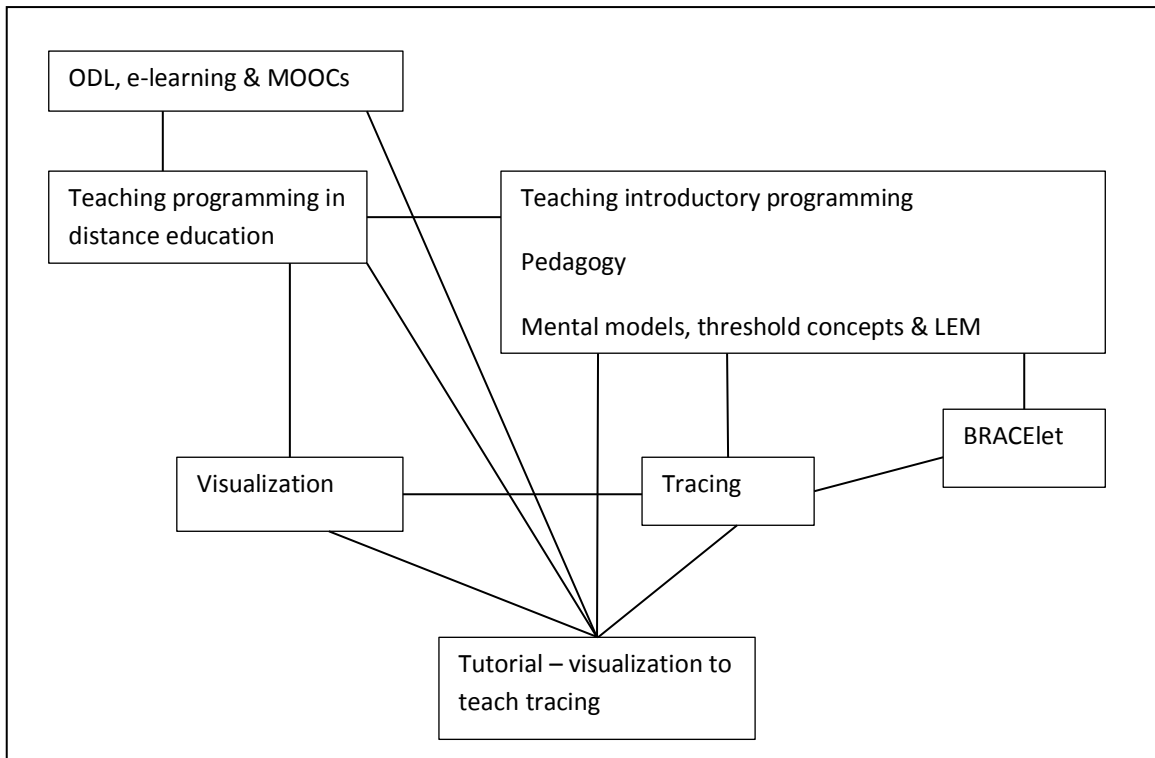 ODL, e-learning & MOOCs
Teaching programming in
distance education
Teaching introductory programming
Pedagogy
Mental models, threshold concepts & LEM
BRACElet
Visualization
Tracing
Tutorial – visualization to
teach tracing